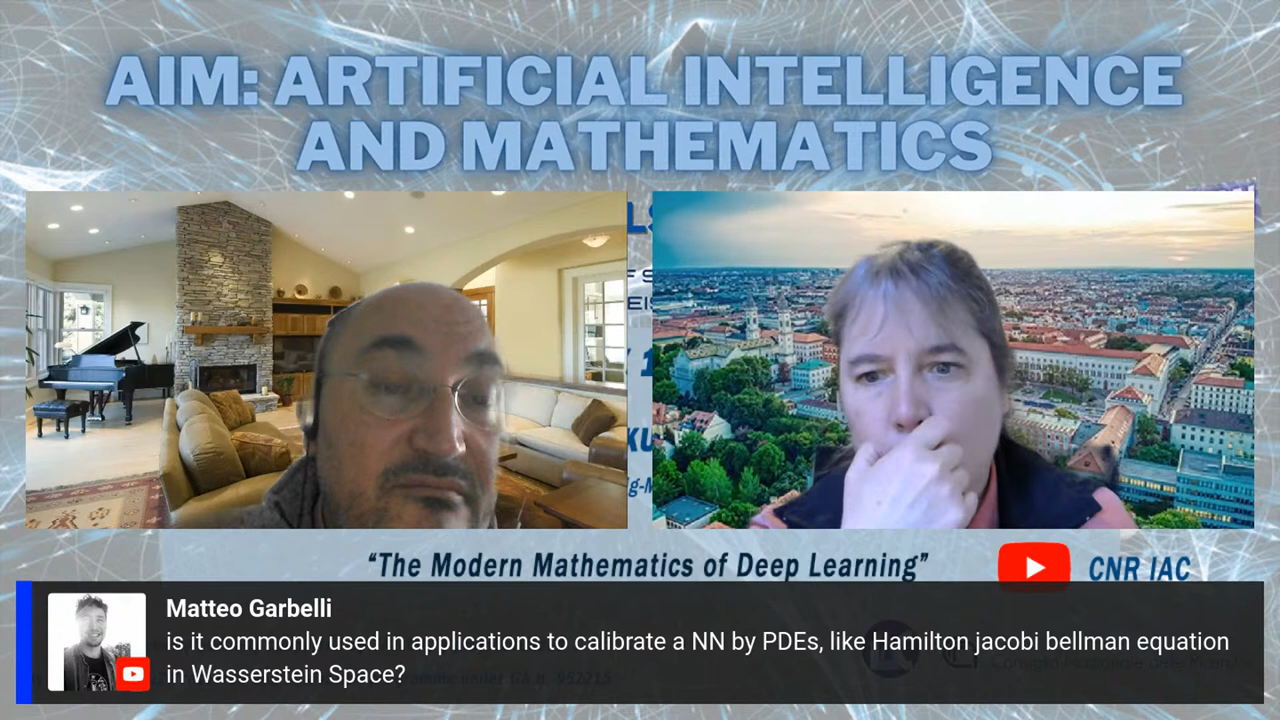 AIM: ARTIFICIAL INTELLIGENCE
AND MATHEMATICS
“The Modern Mathematics of Deep Learning”
CNR IAC
Matteo Garbelli
is it commonly used in applications to calibrate a NN by PDEs, like Hamilton jacobi bellman equation
in Wasserstein Space?